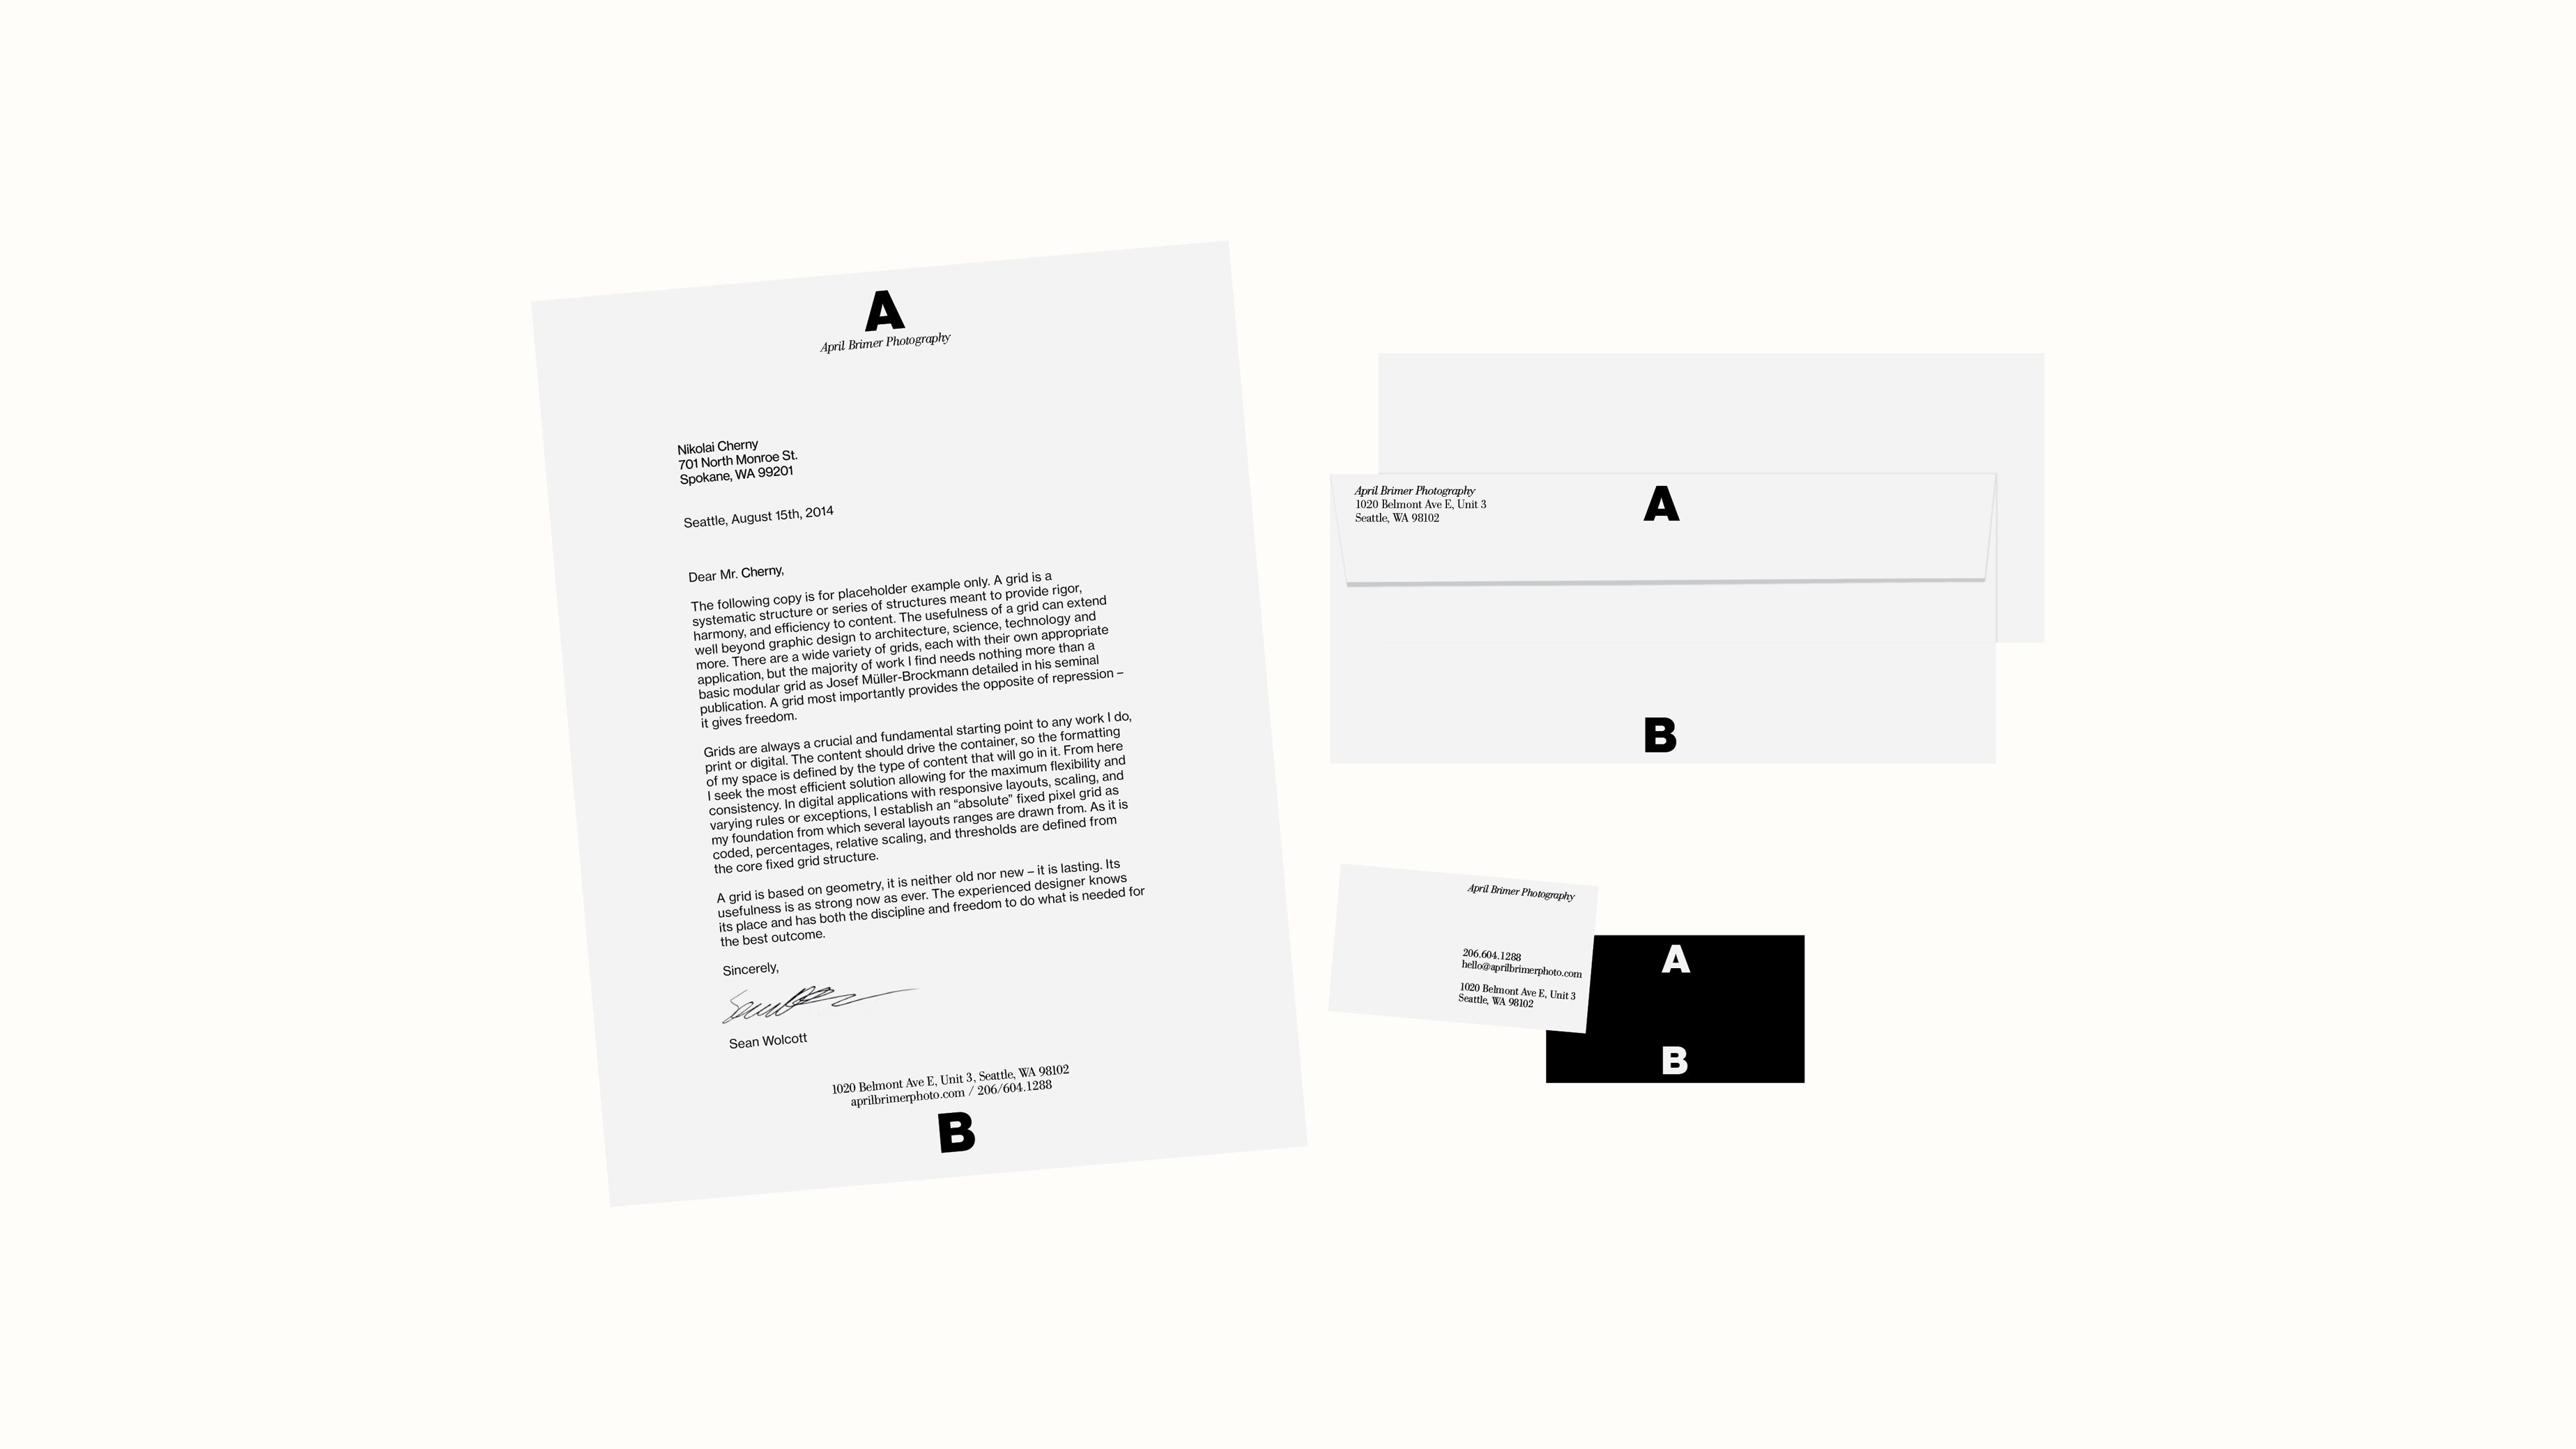 A
April Brimer Photography
Nikolai Cherny
701 North Monroe St.
Spokane, WA 99201
Seattle, August 15th, 2014
Dear Mr. Cherny,
The following copy is for placeholder example only. A grid is a
systematic structure or series of structures meant to provide rigor,
harmony, and efficiency to content. The usefulness of a grid can extend
well beyond graphic design to architecture, science, technology and
more. There are a wide variety of grids, each with their own appropriate
application, but the majority of work I find needs nothing more than a
basic modular grid as Josef Müller-Brockmann detailed in his seminal
publication. A grid most importantly provides the opposite of repression –
it gives freedom.
Grids are always a crucial and fundamental starting point to any work I do,
print or digital. The content should drive the container, so the formatting
of my space is defined by the type of content that will go in it. From here
I seek the most efficient solution allowing for the maximum flexibility and
consistency. In digital applications with responsive layouts, scaling, and
varying rules or exceptions, I establish an “absolute” fixed pixel grid as
my foundation from which several layouts ranges are drawn from. As it is
coded, percentages, relative scaling, and thresholds are defined from
the core fixed grid structure.
A grid is based on geometry, it is neither old nor new – it is lasting. Its
usefulness is as strong now as ever. The experienced designer knows
its place and has both the discipline and freedom to do what is needed for
the best outcome.
Sincerely,
Sean Wolcott
1020 Belmont Ave E, Unit 3, Seattle, WA 98102
aprilbrimerphoto.com / 206/604.1288
B
April Brimer Photography
1020 Belmont Ave E, Unit 3
Seattle, WA 98102
A
B
April Brimer Photography
206.604.1288
hello@aprilbrimerphoto.com
1020 Belmont Ave E, Unit 3
Seattle, WA 98102
A
B